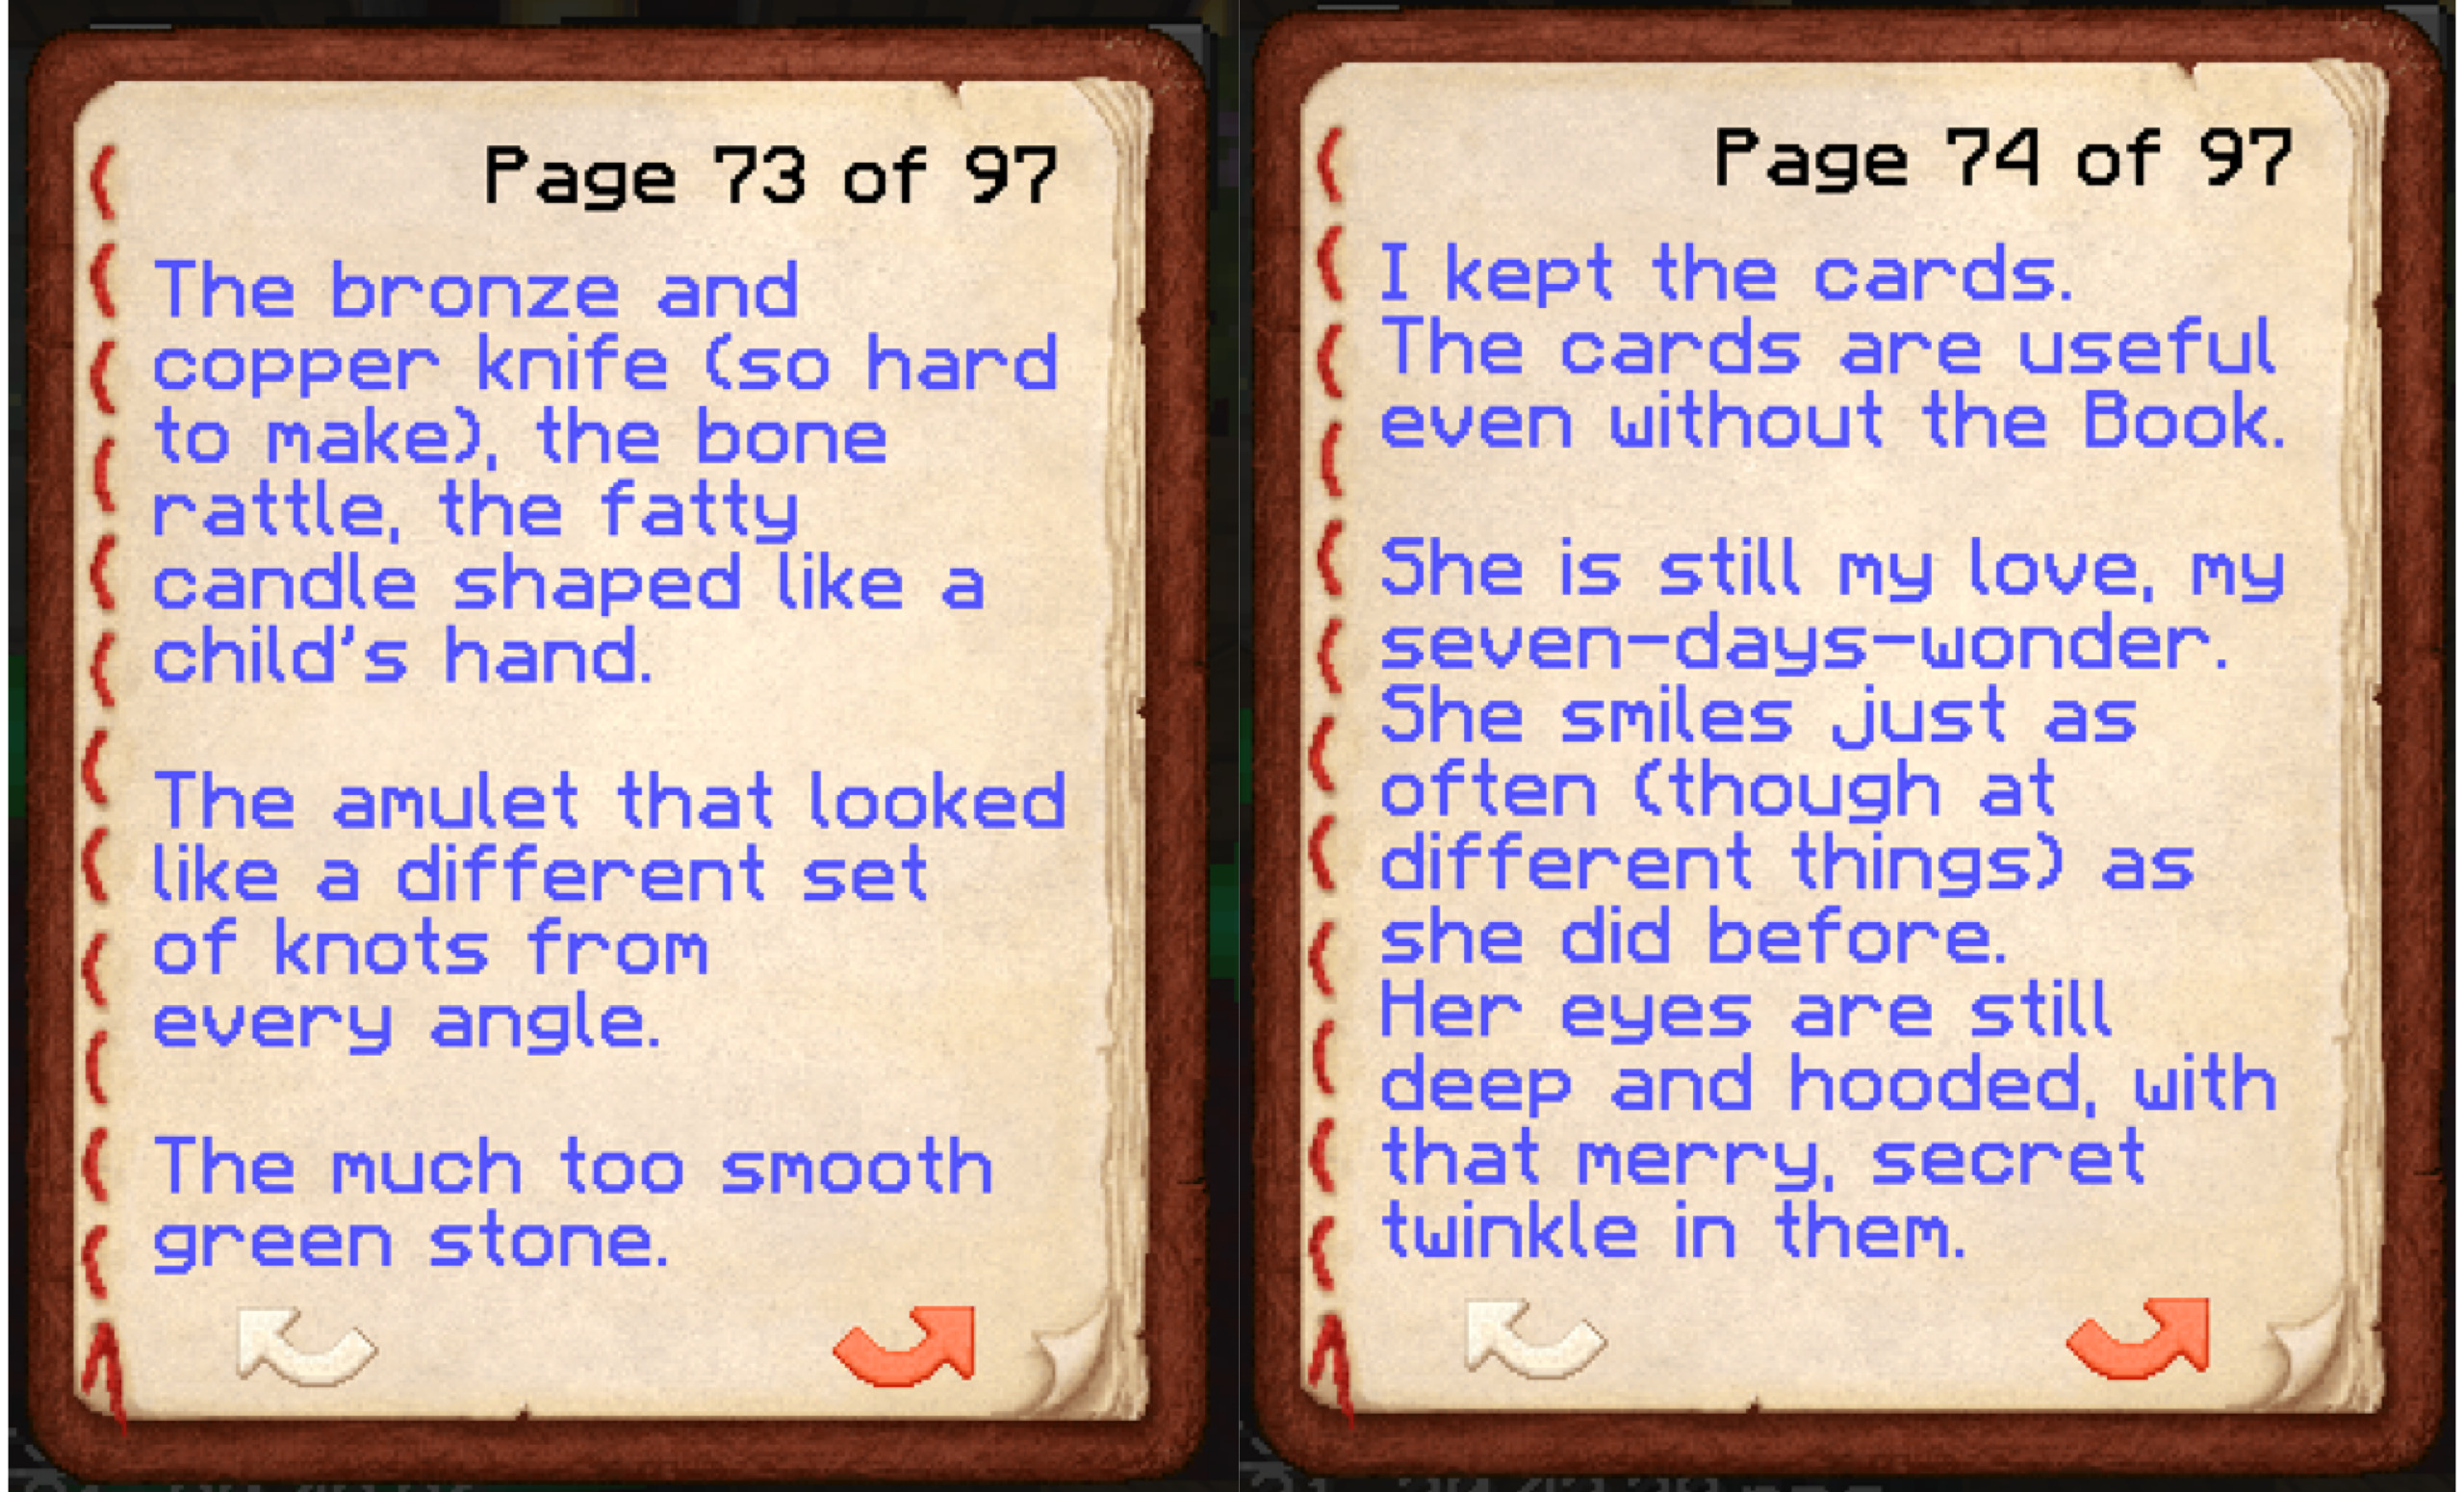 Page 73 of 97
The bronze and
copper knife (so hard
to make), the bone
rattle, the fatty
candle shaped like a
child's hand.
The amulet that looked
like a different set
of knots from
every angle.
The much too smooth
green stone.
Page 74 of 97
I kept the cards.
The cards are useful
even without the Book.
She is still my love, my
seven-days-wonder.
She smiles just as
often (though at
different things) as
she did before.
Her eyes are still
deep and hooded, with
that merry, secret
twinkle in them.